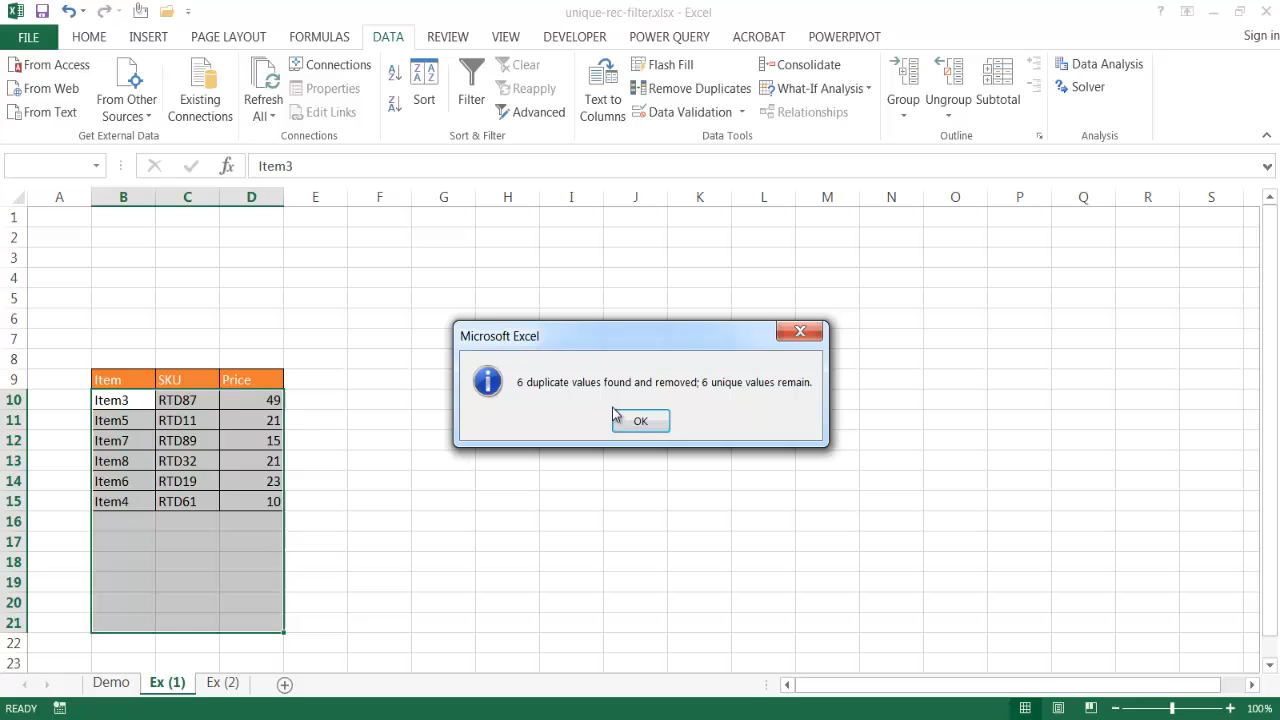 unique-rec-filter.xlsx - Excel
Sign in
FILE HOME INSERT PAGE LAYOUT FORMULAS DATA REVIEW VIEW DEVELOPER POWER QUERY ACROBAT POWERPIVOT
From Access
From Web
From Text
From Other Sources
Existing Connections
Get External Data
Refresh All
Connections
Properties
Edit Links
Connections
Sort
Filter
Clear
Reapply
Advanced
Sort & Filter
Text to Columns
Flash Fill
Remove Duplicates
Data Validation
Consolidate
What-If Analysis
Relationships
Data Tools
Group
Ungroup
Subtotal
Outline
Data Analysis
Solver
Analysis
fx Item3
A B C D E F G H I J K L M N O P Q R S
1
2
3
4
5
6
7
8
9 Item SKU Price
10 Item3 RTD87 49
11 Item5 RTD11 21
12 Item7 RTD89 15
13 Item8 RTD32 21
14 Item6 RTD19 23
15 Item4 RTD61 10
16
17
18
19
20
21
22
23
Microsoft Excel
6 duplicate values found and removed; 6 unique values remain.
OK
Demo Ex (1) Ex (2)
READY
100%